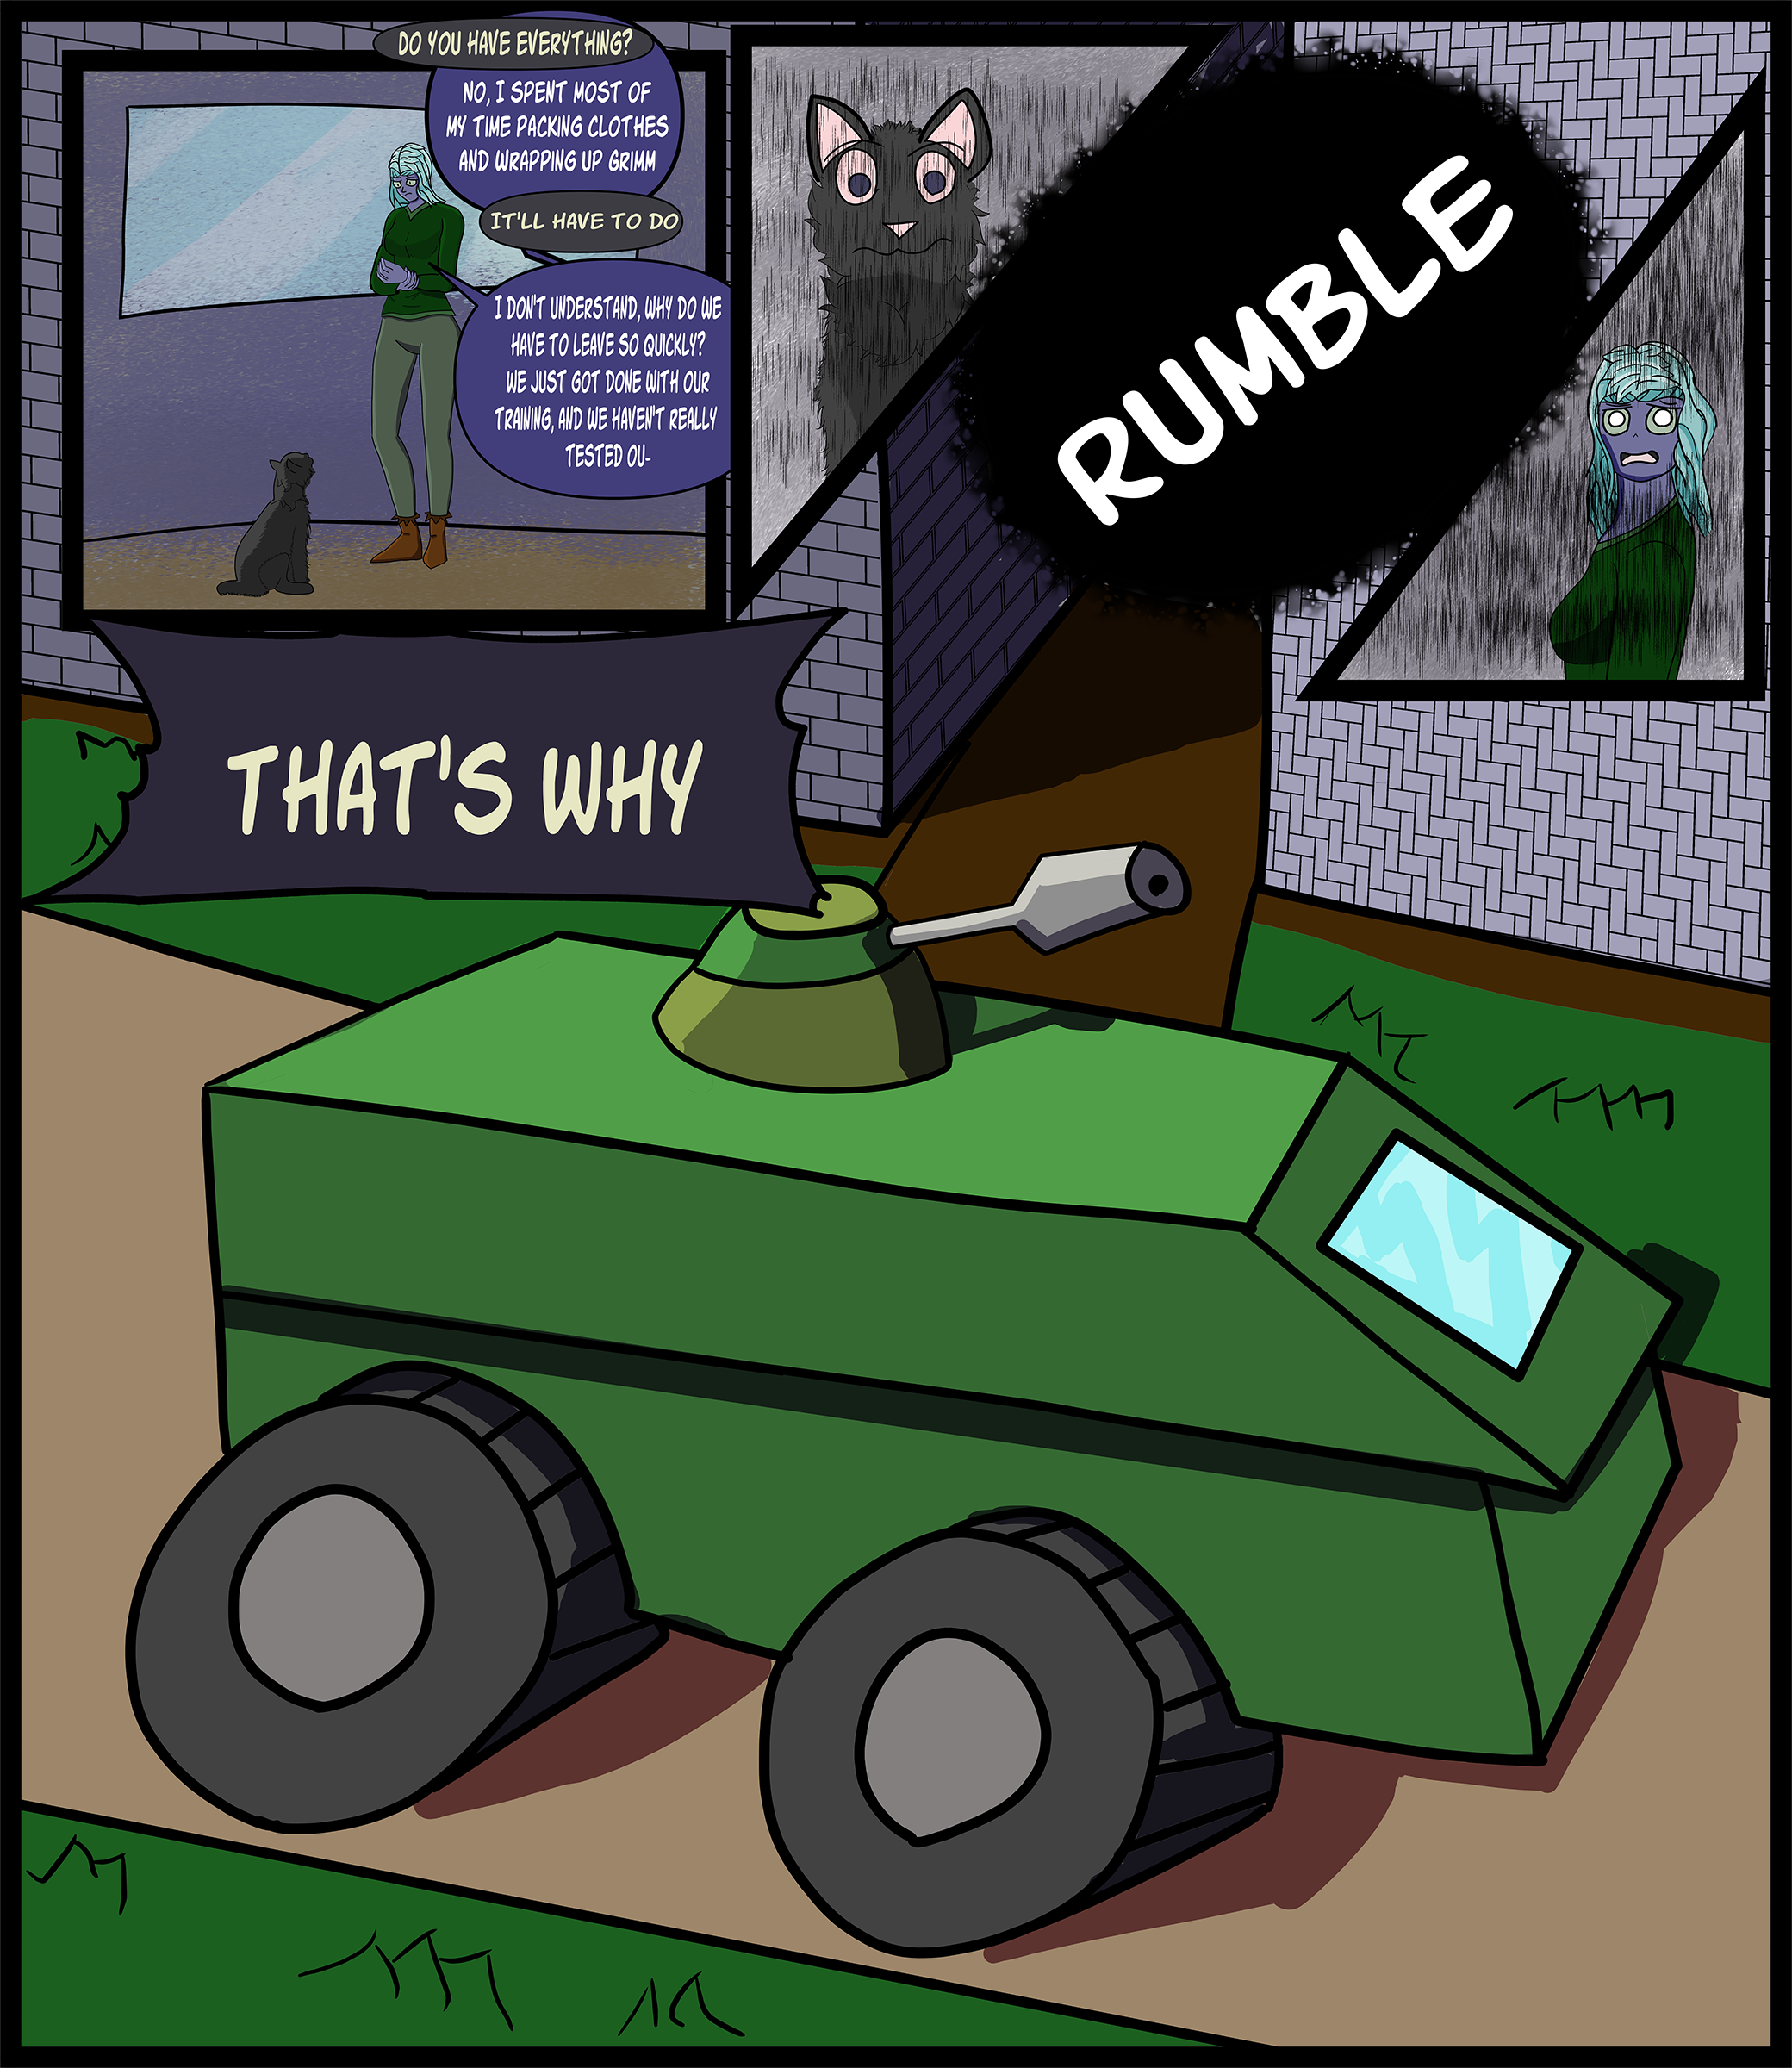 DO YOU HAVE EVERYTHING?
NO, I SPENT MOST OF
MY TIME PACKING CLOTHES
AND WRAPPING UP GRIMM
IT'LL HAVE TO DO
I DON'T UNDERSTAND, WHY DO WE
HAVE TO LEAVE SO QUICKLY?
WE JUST GOT DONE WITH OUR
TRAINING, AND WE HAVEN'T REALLY
TESTED OU-
RUMBLE
THAT'S WHY